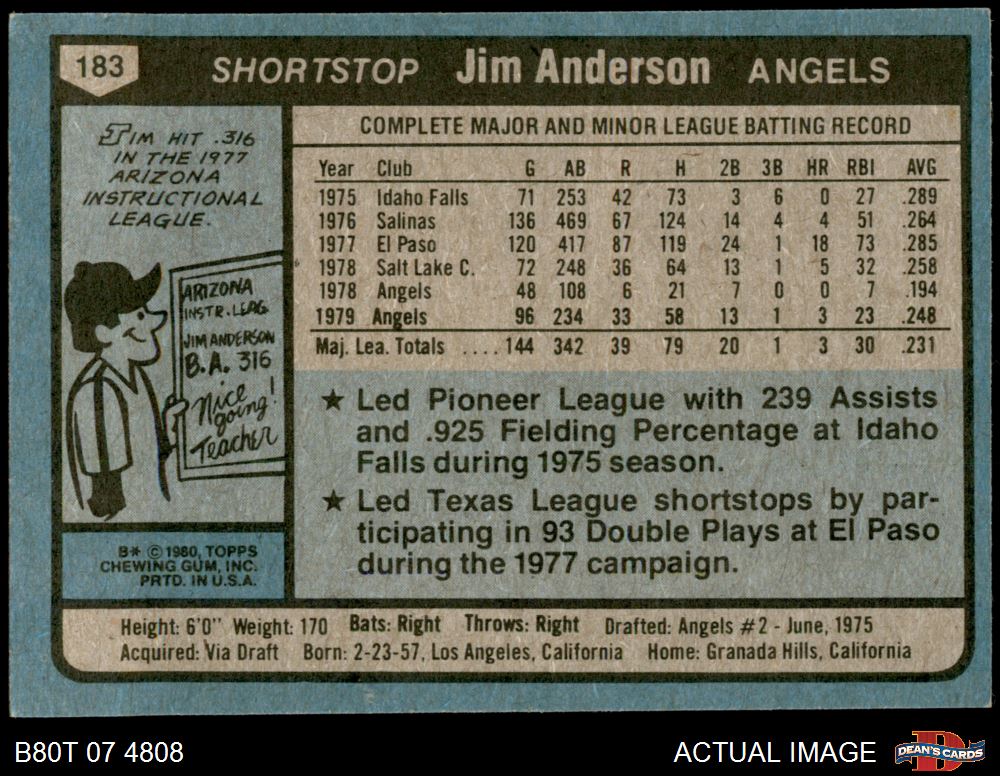 183 SHORTSTOP Jim Anderson ANGELS
JIM HIT .316
IN THE 1977
ARIZONA
INSTRUCTIONAL
LEAGUE.
ARIZONA
INSTR. LEAG
JIM ANDERSON
B.A. 316
Nice
going!
Teacher
B* © 1980, TOPPS
CHEWING GUM, INC.
PRTD. IN U.S.A.
COMPLETE MAJOR AND MINOR LEAGUE BATTING RECORD
Year Club G AB R H 2B 3B HR RBI AVG
1975 Idaho Falls 71 253 42 73 3 6 0 27 .289
1976 Salinas 136 469 67 124 14 4 4 51 .264
1977 El Paso 120 417 87 119 24 1 18 73 .285
1978 Salt Lake C. 72 248 36 64 13 1 5 32 .258
1978 Angels 48 108 6 21 7 0 0 7 .194
1979 Angels 96 234 33 58 13 1 3 23 .248
Maj. Lea. Totals ....144 342 39 79 20 1 3 30 .231
★ Led Pioneer League with 239 Assists
and .925 Fielding Percentage at Idaho
Falls during 1975 season.
★ Led Texas League shortstops by par-
ticipating in 93 Double Plays at El Paso
during the 1977 campaign.
Height: 6'0" Weight: 170 Bats: Right Throws: Right Drafted: Angels #2 - June, 1975
Acquired: Via Draft Born: 2-23-57, Los Angeles, California Home: Granada Hills, California
B80T 07 4808 ACTUAL IMAGE DEAN'S CARDS